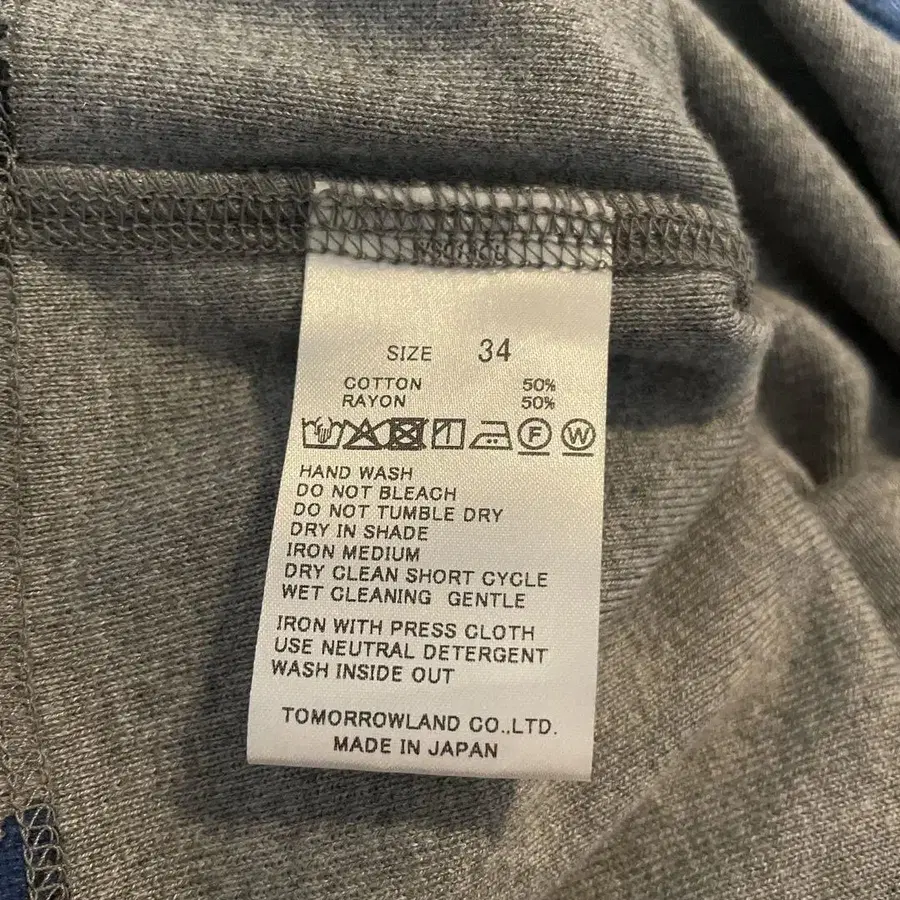 SIZE 34
COTTON 50%
RAYON 50%
F W
HAND WASH
DO NOT BLEACH
DO NOT TUMBLE DRY
DRY IN SHADE
IRON MEDIUM
DRY CLEAN SHORT CYCLE
WET CLEANING GENTLE
IRON WITH PRESS CLOTH
USE NEUTRAL DETERGENT
WASH INSIDE OUT
TOMORROWLAND CO.,LTD.
MADE IN JAPAN